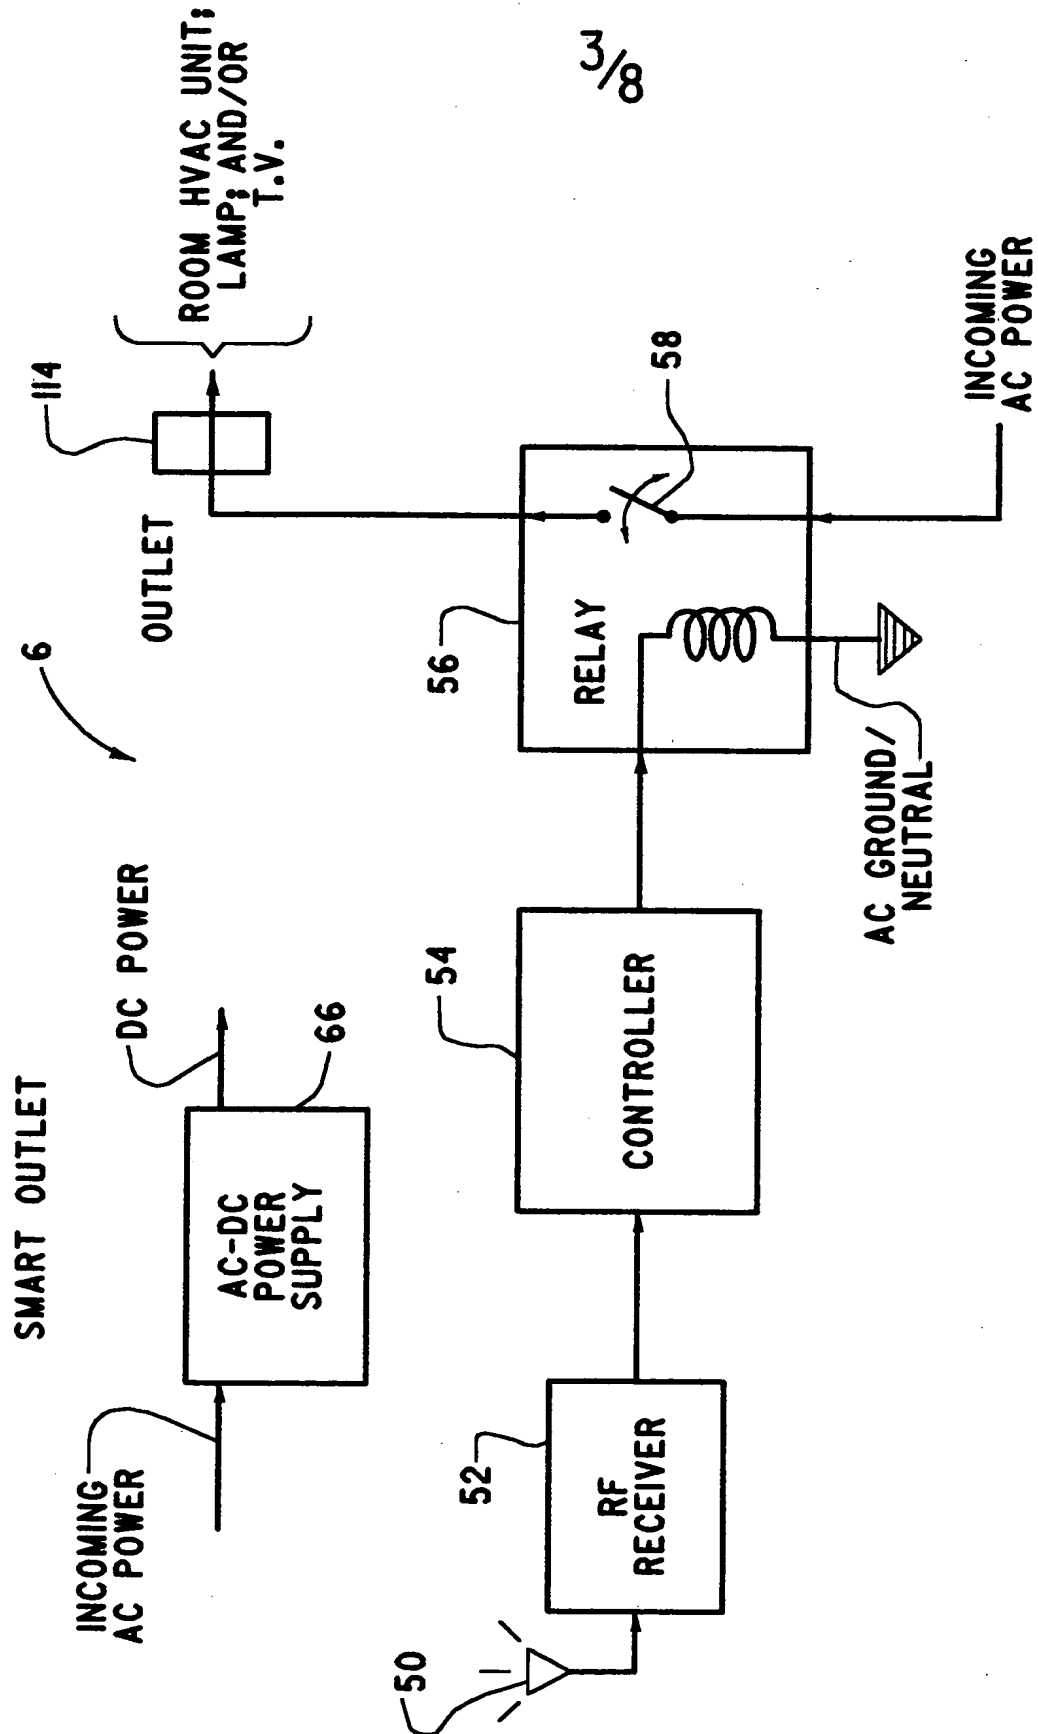 3/8
SMART OUTLET
6
INCOMING
AC POWER
AC-DC
POWER
SUPPLY
66
DC POWER
OUTLET
114
ROOM HVAC UNIT;
LAMP; AND/OR
T.V.
50
52
RF
RECEIVER
54
CONTROLLER
56
RELAY
58
AC GROUND/
NEUTRAL
INCOMING
AC POWER